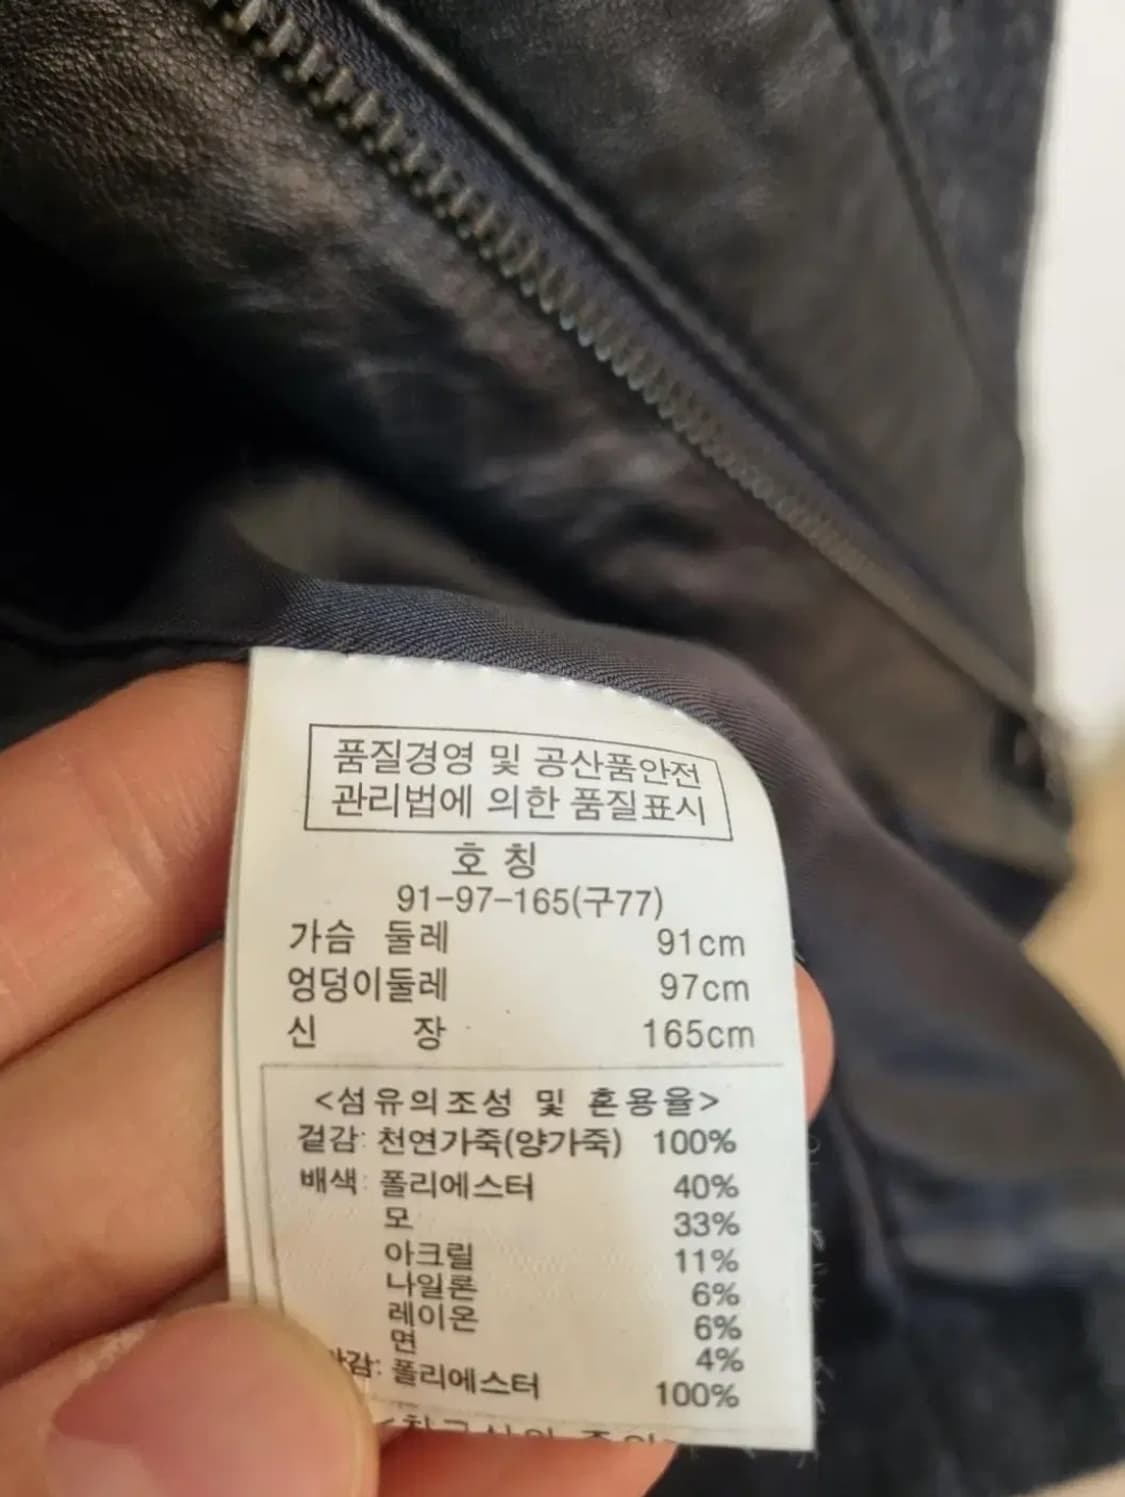 품질경영 및 공산품안전
관리법에 의한 품질표시
호 칭
91-97-165(구77)
가슴 둘레 91cm
엉덩이둘레 97cm
신 장 165cm
<섬유의조성 및 혼용율>
겉감: 천연가죽(양가죽) 100%
배색: 폴리에스터 40%
모 33%
아크릴 11%
나일론 6%
레이온 6%
면 4%
폴리에스터 100%